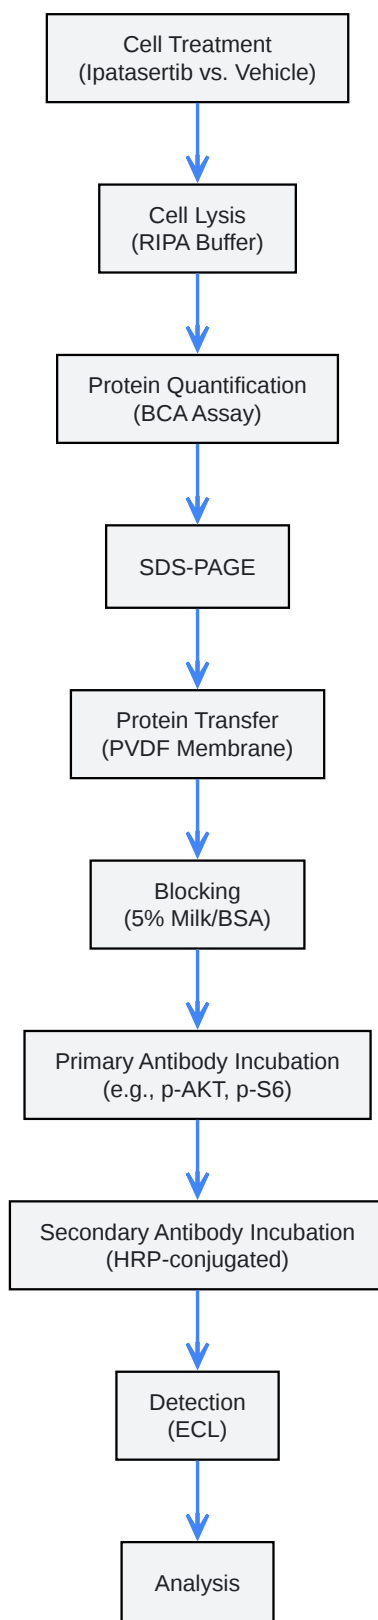 Cell Treatment
(Ipatasertib vs. Vehicle)
Cell Lysis
(RIPA Buffer)
Protein Quantification
(BCA Assay)
SDS-PAGE
Protein Transfer
(PVDF Membrane)
Blocking
(5% Milk/BSA)
Primary Antibody Incubation
(e.g., p-AKT, p-S6)
Secondary Antibody Incubation
(HRP-conjugated)
Detection
(ECL)
Analysis